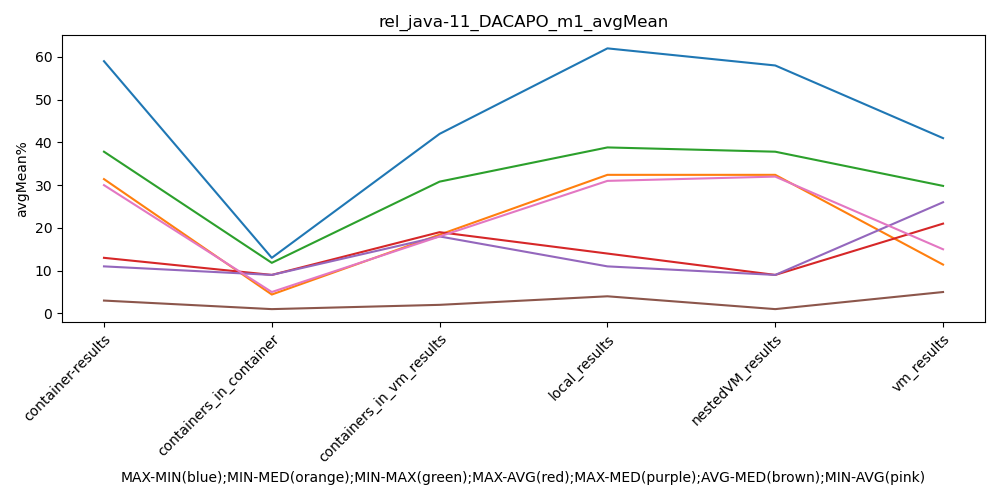 rel_java-11_DACAPO_m1_avgMean
avgMean%
60
50
40
30
20
10
0
container-results
containers_in_container
containers_in_vm_results
local_results
nestedVM_results
vm_results
MAX-MIN(blue);MIN-MED(orange);MIN-MAX(green);MAX-AVG(red);MAX-MED(purple);AVG-MED(brown);MIN-AVG(pink)